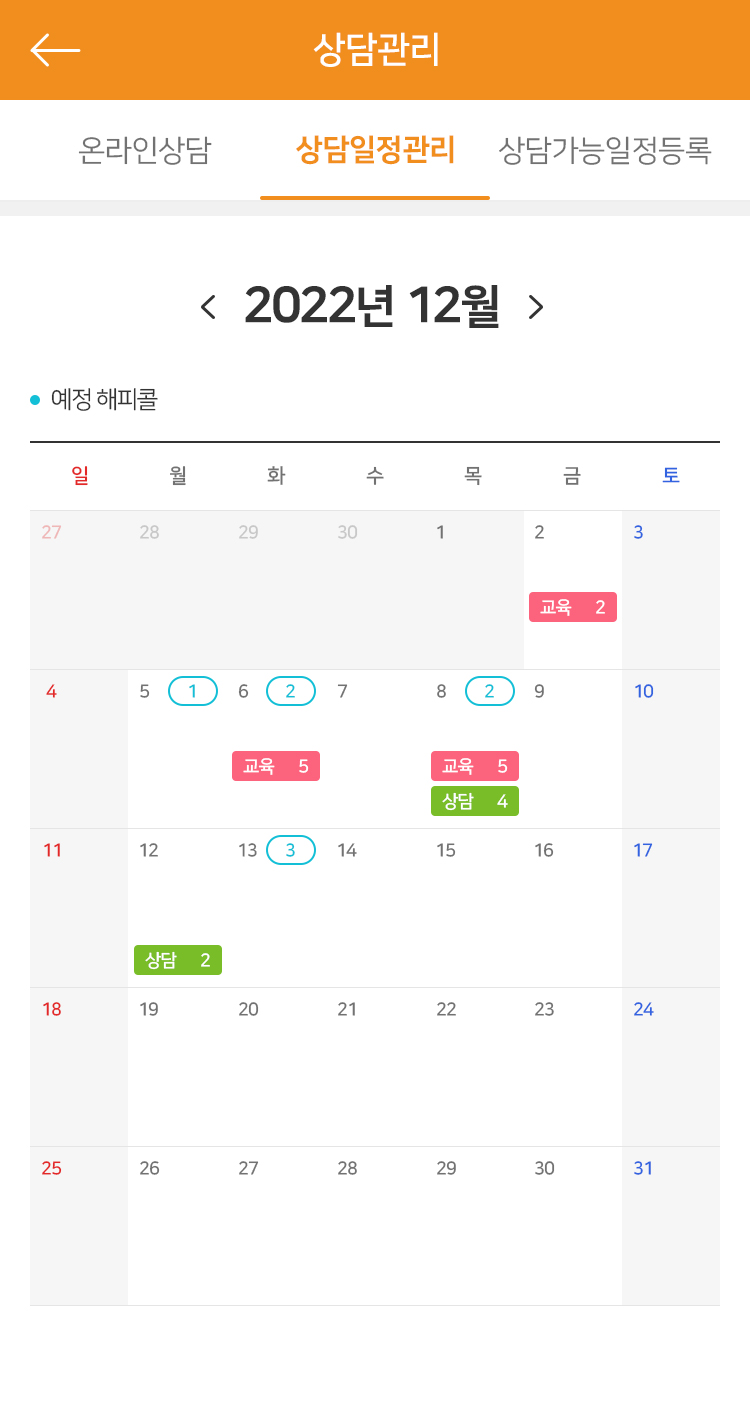 상담관리
온라인상담 상담일정관리 상담가능일정등록
2022년 12월
예정 해피콜
일 월 화 수 목 금 토
27 28 29 30 1 2 3
교육 2
4 5 1 6 2 7 8 2 9 10
교육 5 교육 5
상담 4
11 12 13 3 14 15 16 17
상담 2
18 19 20 21 22 23 24
25 26 27 28 29 30 31